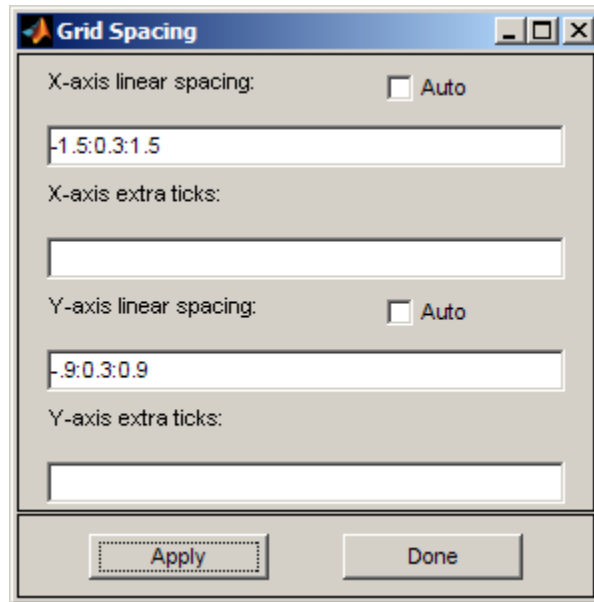 Grid Spacing
X-axis linear spacing:
Auto
-1.5:0.3:1.5
X-axis extra ticks:
Y-axis linear spacing:
Auto
-.9:0.3:0.9
Y-axis extra ticks:
Apply
Done